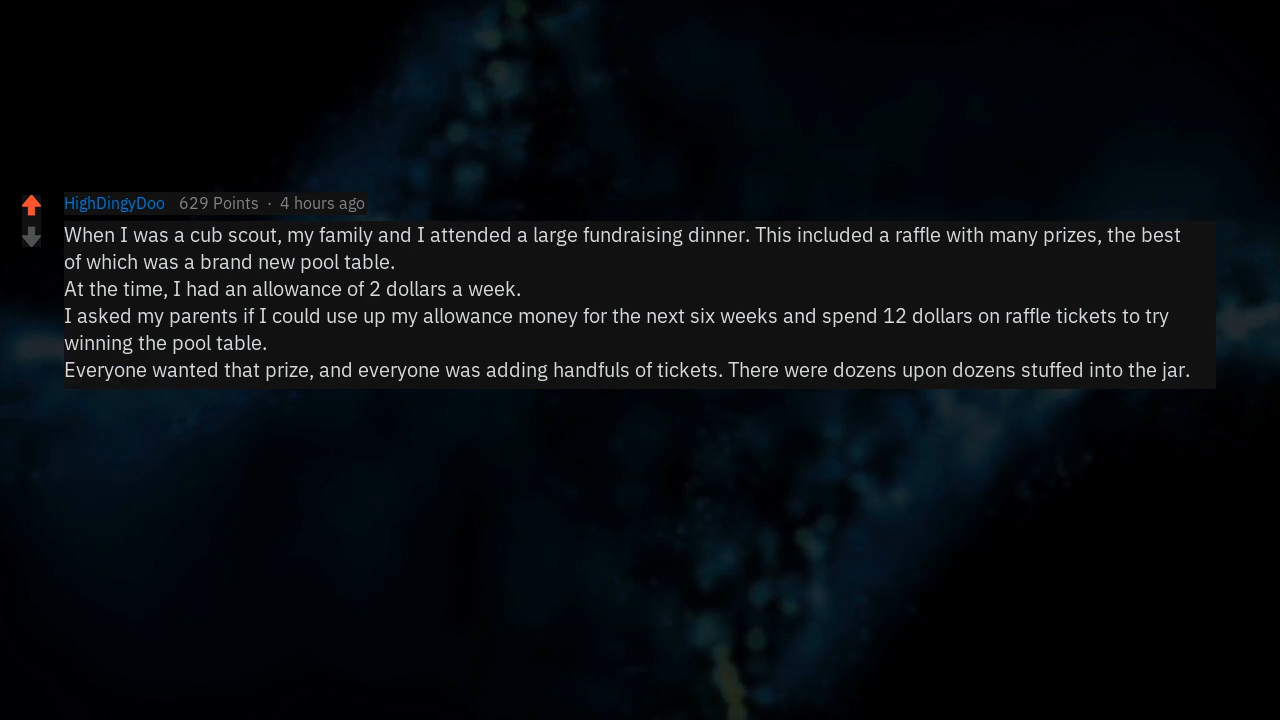 HighDingyDoo 629 Points · 4 hours ago
When I was a cub scout, my family and I attended a large fundraising dinner. This included a raffle with many prizes, the best
of which was a brand new pool table.
At the time, I had an allowance of 2 dollars a week.
I asked my parents if I could use up my allowance money for the next six weeks and spend 12 dollars on raffle tickets to try
winning the pool table.
Everyone wanted that prize, and everyone was adding handfuls of tickets. There were dozens upon dozens stuffed into the jar.